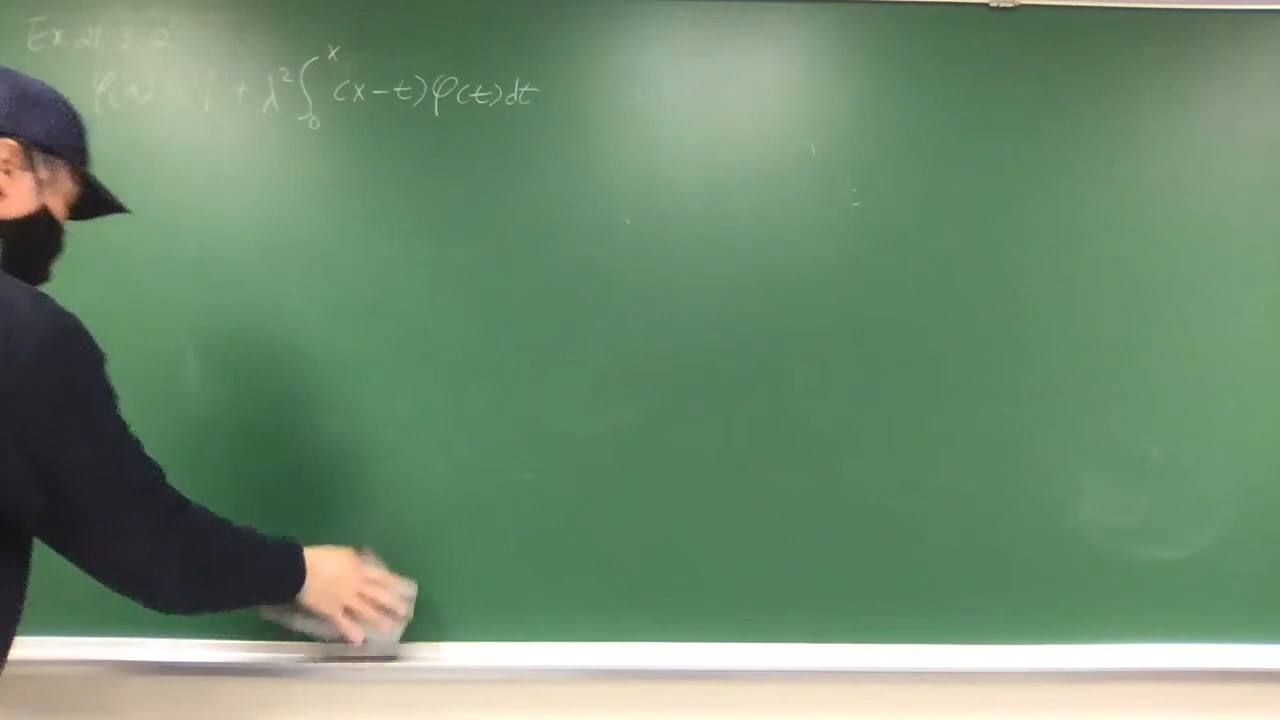 Ex 21.3.2
φ(x) = 1 + λ² ∫₀ˣ (x-t)φ(t)dt